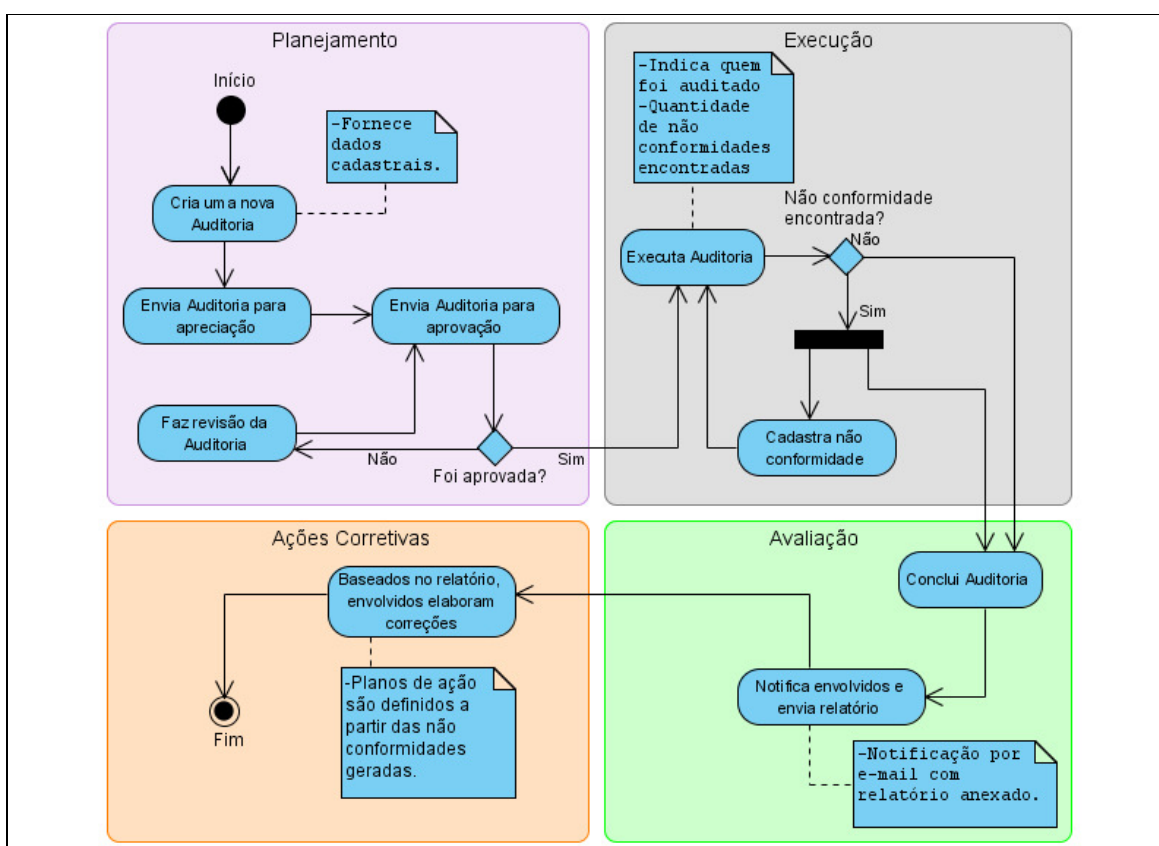 Planejamento
Início
-Fornece
dados
cadastrais.
Cria uma nova
Auditoria
Envia Auditoria para
apreciação
Envia Auditoria para
aprovação
Faz revisão da
Auditoria
Não
Foi aprovada?
Sim
Execução
-Indica quem
foi auditado
-Quantidade
de não
conformidades
encontradas
Não conformidade
encontrada?
Não
Executa Auditoria
Sim
Cadastra não
conformidade
Ações Corretivas
Baseados no relatório,
envolvidos elaboram
correções
-Planos de ação
são definidos a
partir das não
conformidades
geradas.
Fim
Avaliação
Conclui Auditoria
Notifica envolvidos e
envia relatório
-Notificação por
e-mail com
relatório anexado.